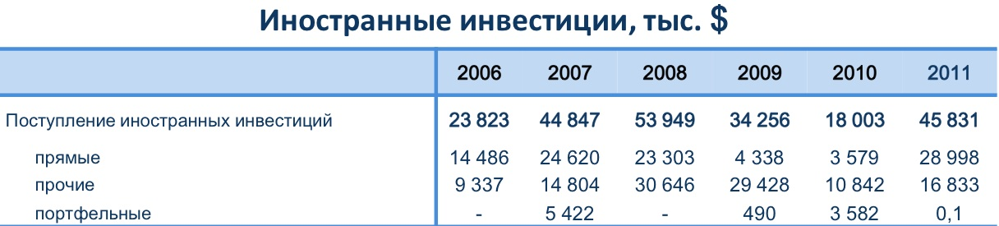 Иностранные инвестиции, тыс. $
2006 2007 2008 2009 2010 2011
Поступление иностранных инвестиций 23 823 44 847 53 949 34 256 18 003 45 831
прямые 14 486 24 620 23 303 4 338 3 579 28 998
прочие 9 337 14 804 30 646 29 428 10 842 16 833
портфельные - 5 422 - 490 3 582 0,1